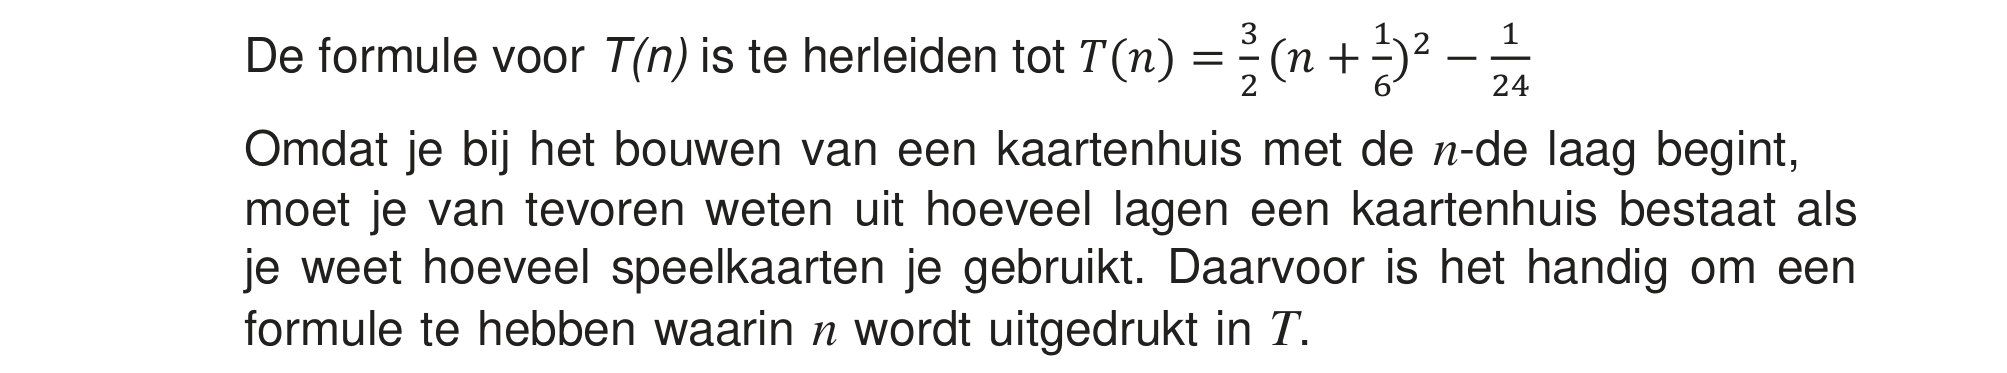 De formule voor T(n) is te herleiden tot T(n) = 3/2 (n + 1/6)² − 1/24
Omdat je bij het bouwen van een kaartenhuis met de n-de laag begint,
moet je van tevoren weten uit hoeveel lagen een kaartenhuis bestaat als
je weet hoeveel speelkaarten je gebruikt. Daarvoor is het handig om een
formule te hebben waarin n wordt uitgedrukt in T.